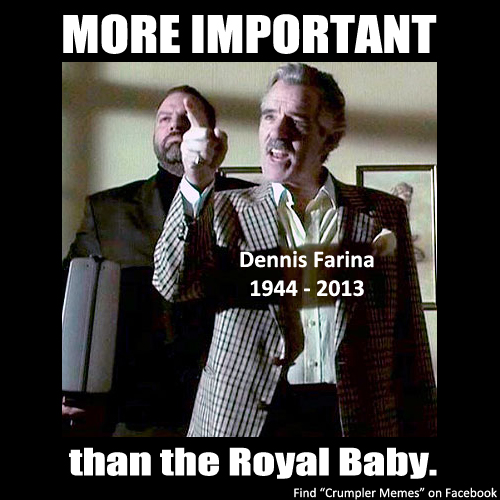 MORE IMPORTANT
Dennis Farina
1944 - 2013
than the Royal Baby.
Find "Crumpler Memes" on Facebook